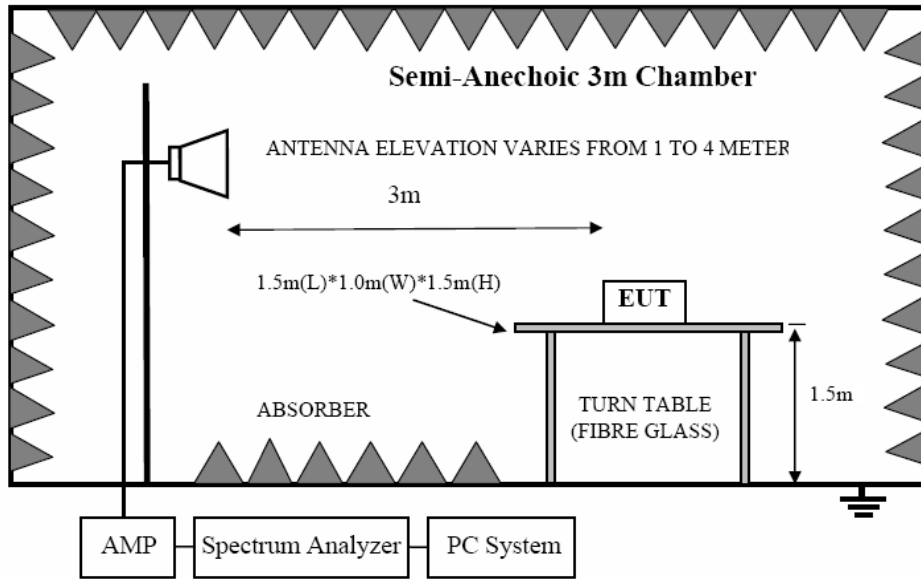 Semi-Anechoic 3m Chamber
ANTENNA ELEVATION VARIES FROM 1 TO 4 METER
3m
1.5m(L)*1.0m(W)*1.5m(H)
EUT
1.5m
ABSORBER
TURN TABLE
(FIBRE GLASS)
AMP
Spectrum Analyzer
PC System